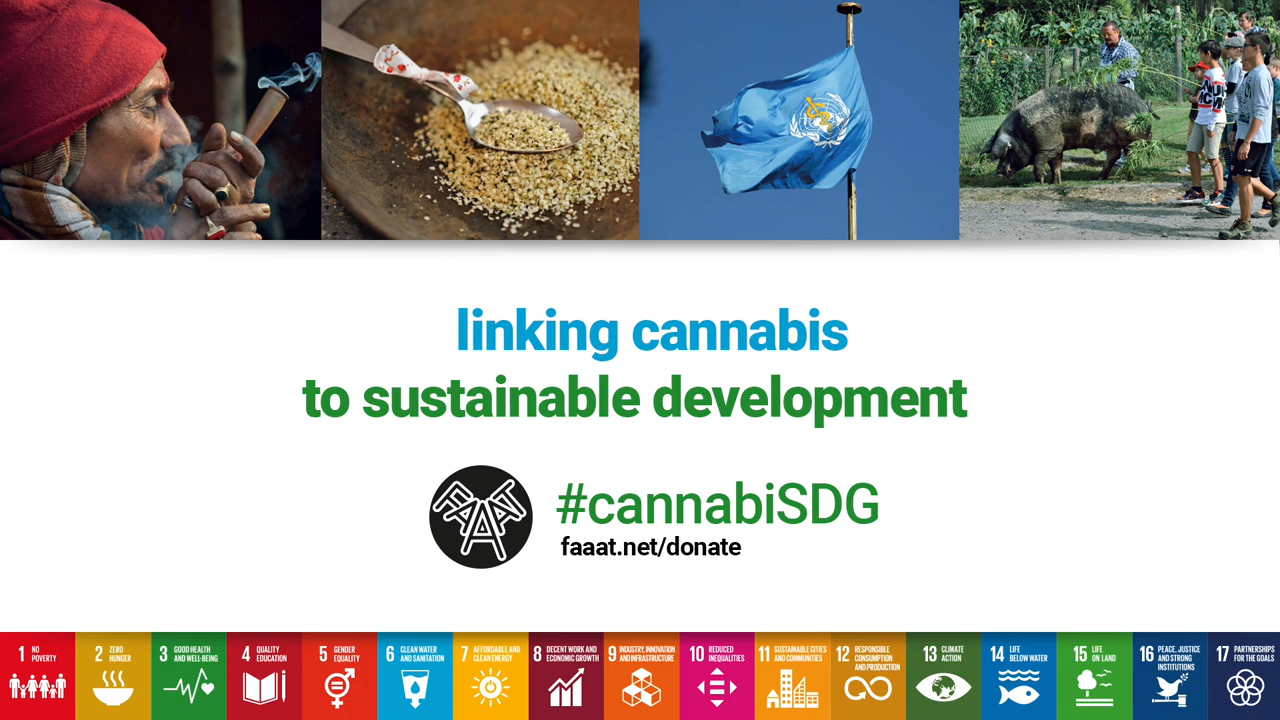 linking cannabis
to sustainable development
FAAAT
#cannabiSDG
faaat.net/donate
1 NO
POVERTY
2 ZERO
HUNGER
3 GOOD HEALTH
AND WELL-BEING
4 QUALITY
EDUCATION
5 GENDER
EQUALITY
6 CLEAN WATER
AND SANITATION
7 AFFORDABLE AND
CLEAN ENERGY
8 DECENT WORK AND
ECONOMIC GROWTH
9 INDUSTRY, INNOVATION
AND INFRASTRUCTURE
10 REDUCED
INEQUALITIES
11 SUSTAINABLE CITIES
AND COMMUNITIES
12 RESPONSIBLE
CONSUMPTION
AND PRODUCTION
13 CLIMATE
ACTION
14 LIFE
BELOW WATER
15 LIFE
ON LAND
16 PEACE, JUSTICE
AND STRONG
INSTITUTIONS
17 PARTNERSHIPS
FOR THE GOALS